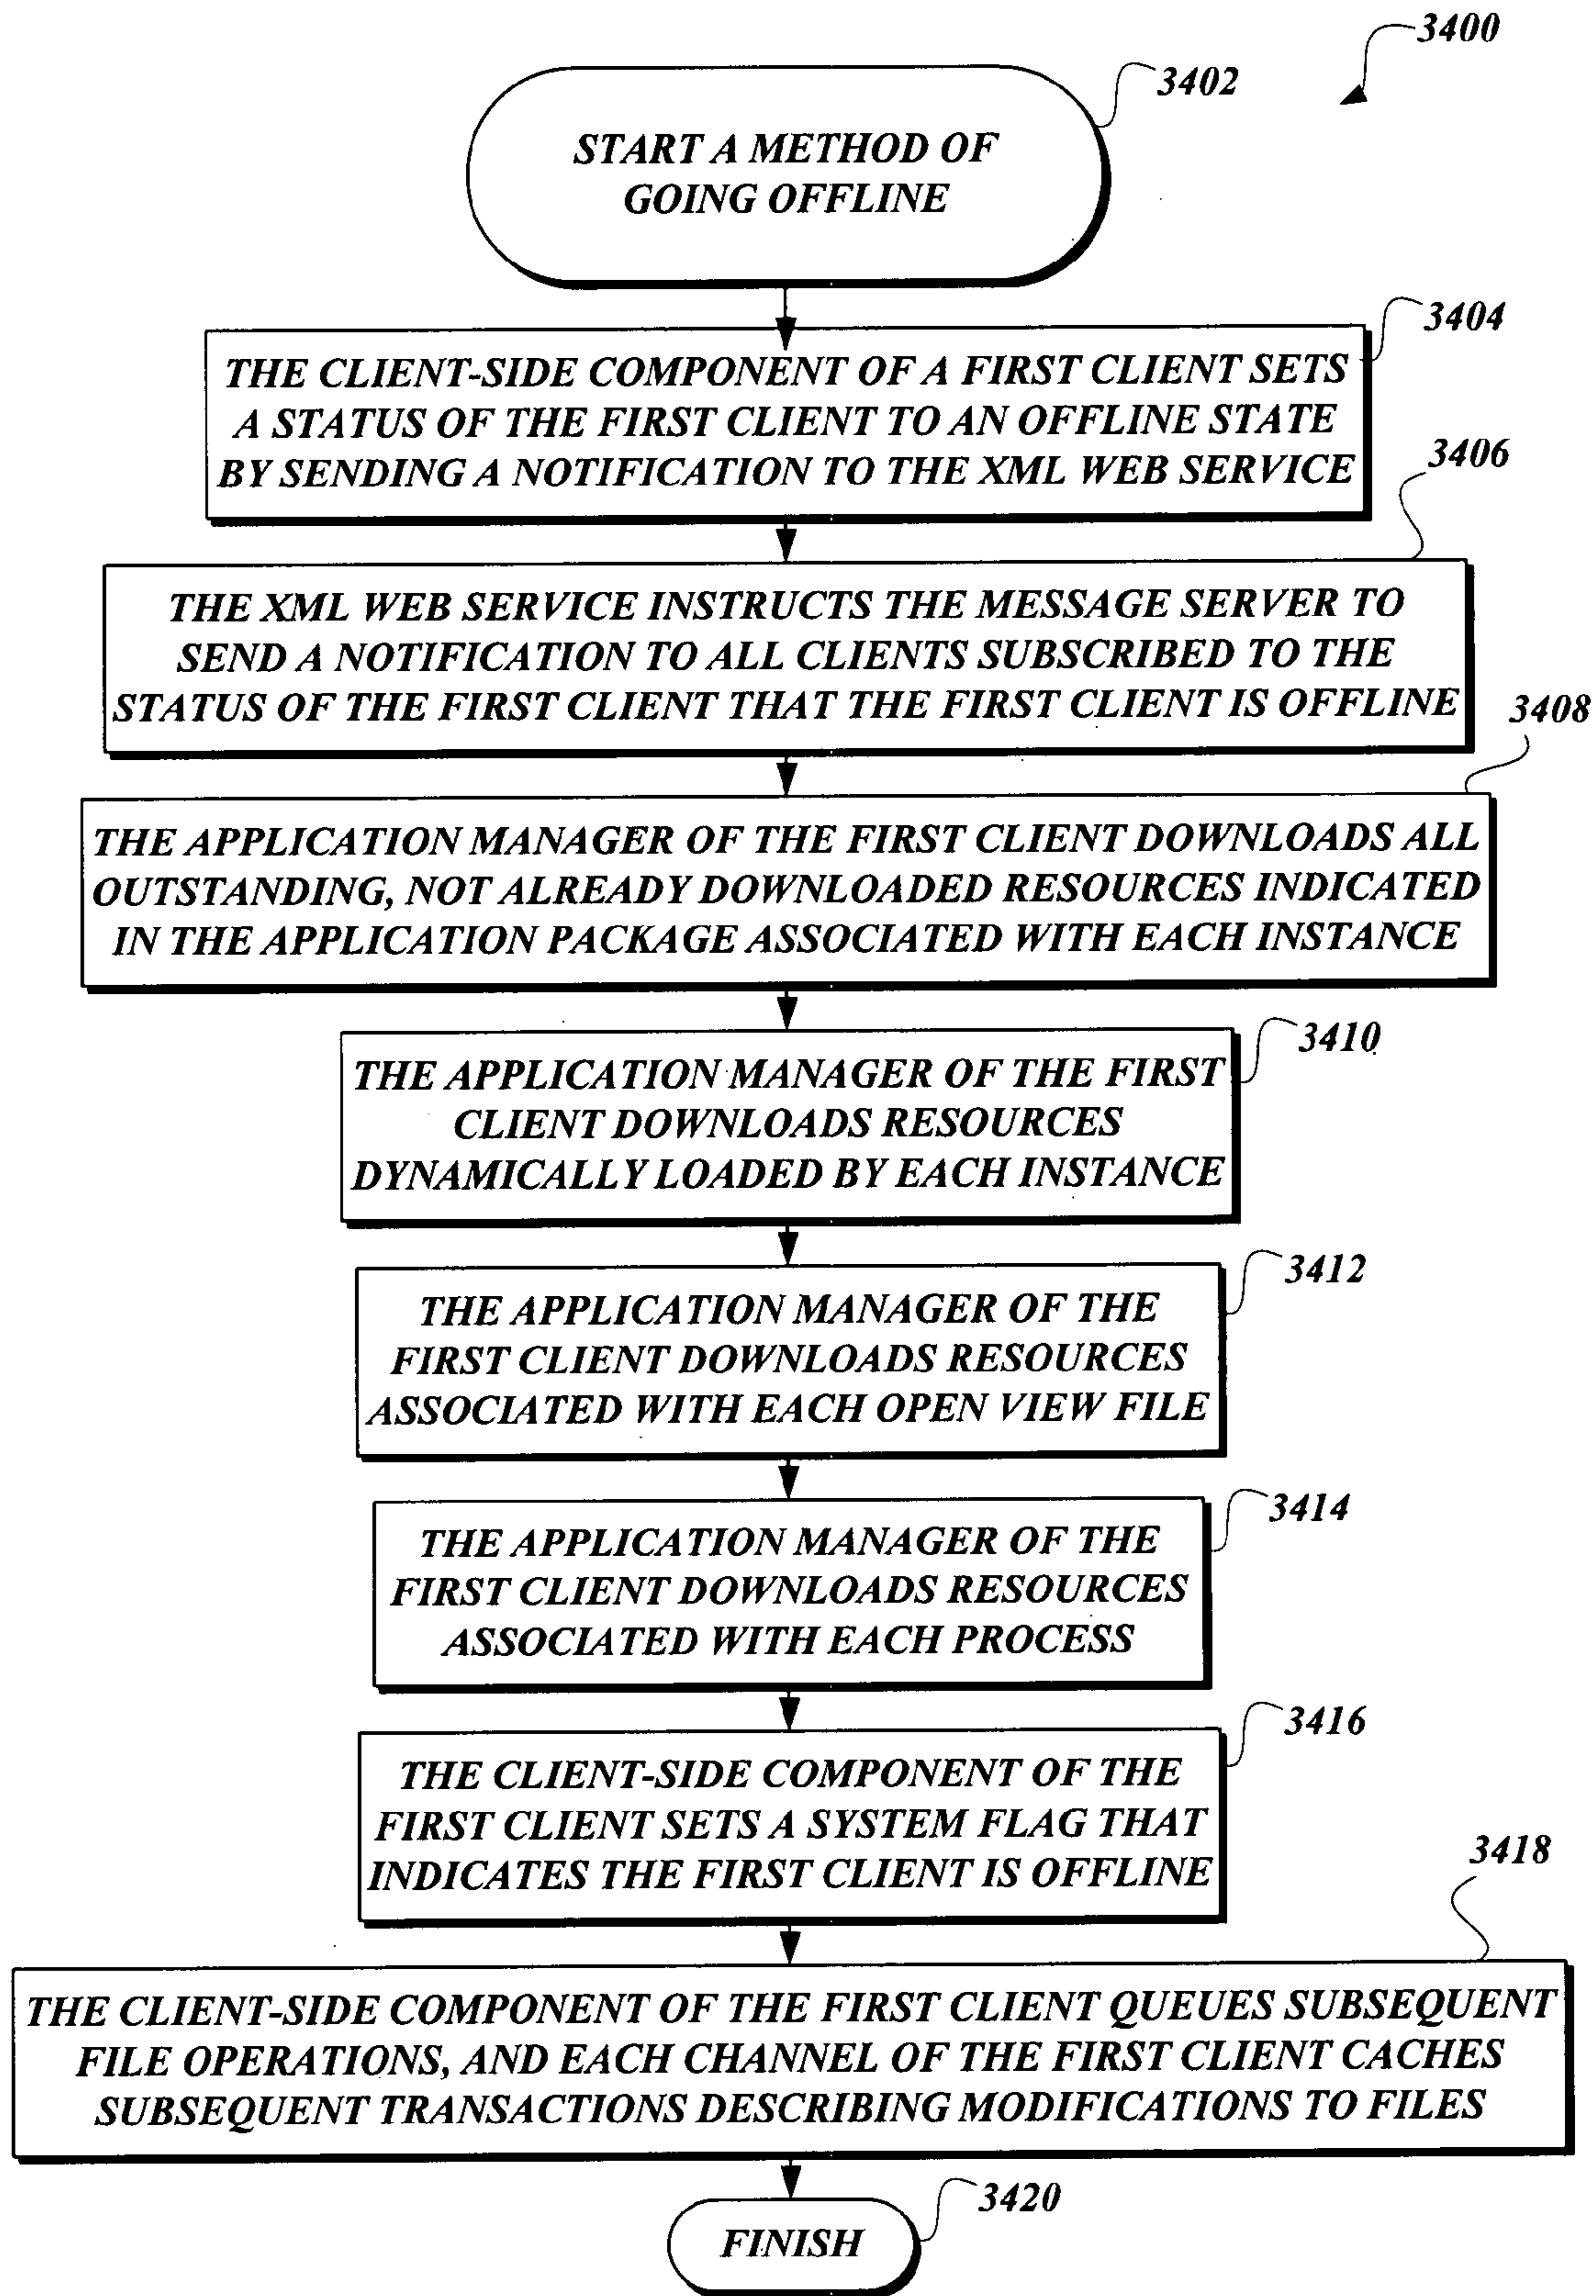 3400
3402
START A METHOD OF
GOING OFFLINE
3404
THE CLIENT-SIDE COMPONENT OF A FIRST CLIENT SETS
A STATUS OF THE FIRST CLIENT TO AN OFFLINE STATE
BY SENDING A NOTIFICATION TO THE XML WEB SERVICE
3406
THE XML WEB SERVICE INSTRUCTS THE MESSAGE SERVER TO
SEND A NOTIFICATION TO ALL CLIENTS SUBSCRIBED TO THE
STATUS OF THE FIRST CLIENT THAT THE FIRST CLIENT IS OFFLINE
3408
THE APPLICATION MANAGER OF THE FIRST CLIENT DOWNLOADS ALL
OUTSTANDING, NOT ALREADY DOWNLOADED RESOURCES INDICATED
IN THE APPLICATION PACKAGE ASSOCIATED WITH EACH INSTANCE
3410
THE APPLICATION MANAGER OF THE FIRST
CLIENT DOWNLOADS RESOURCES
DYNAMICALLY LOADED BY EACH INSTANCE
3412
THE APPLICATION MANAGER OF THE
FIRST CLIENT DOWNLOADS RESOURCES
ASSOCIATED WITH EACH OPEN VIEW FILE
3414
THE APPLICATION MANAGER OF THE
FIRST CLIENT DOWNLOADS RESOURCES
ASSOCIATED WITH EACH PROCESS
3416
THE CLIENT-SIDE COMPONENT OF THE
FIRST CLIENT SETS A SYSTEM FLAG THAT
INDICATES THE FIRST CLIENT IS OFFLINE
3418
THE CLIENT-SIDE COMPONENT OF THE FIRST CLIENT QUEUES SUBSEQUENT
FILE OPERATIONS, AND EACH CHANNEL OF THE FIRST CLIENT CACHES
SUBSEQUENT TRANSACTIONS DESCRIBING MODIFICATIONS TO FILES
3420
FINISH